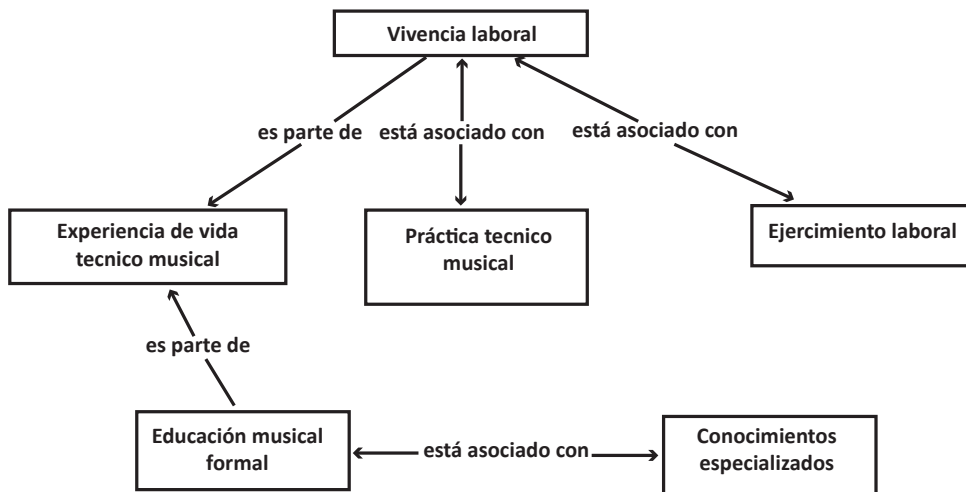 Vivencia laboral
es parte de
está asociado con
está asociado con
Experiencia de vida
tecnico musical
Práctica tecnico
musical
Ejercimiento laboral
es parte de
Educación musical
formal
está asociado con
Conocimientos
especializados